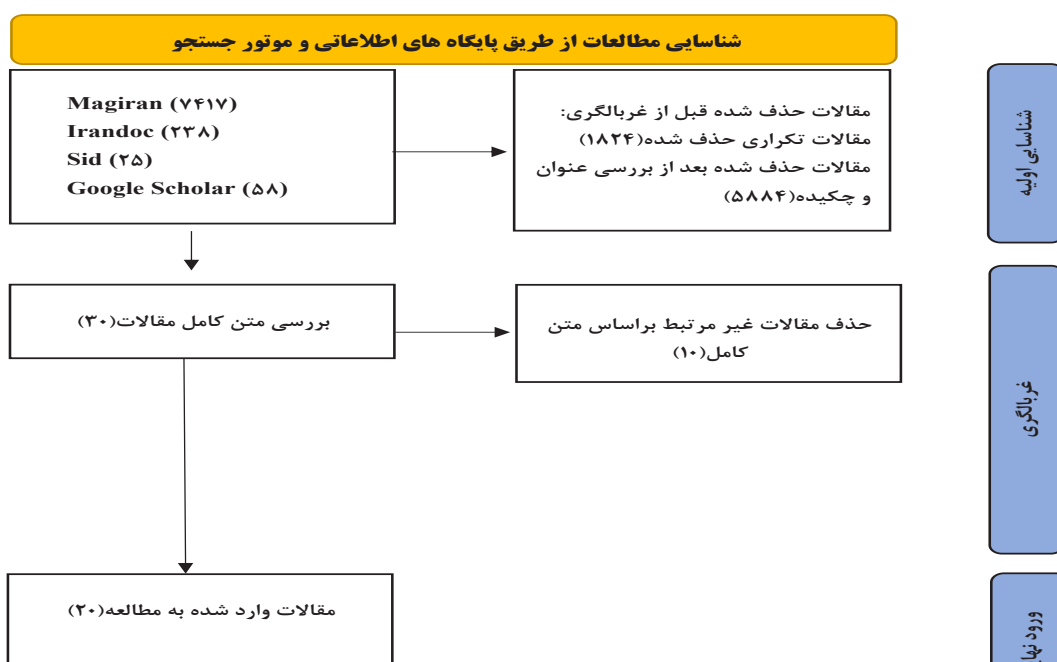 شناسایی مطالعات از طریق پایگاه های اطلاعاتی و موتور جستجو
Magiran (۷۴۱۷)
Irandoc (۲۳۸)
Sid (۲۵)
Google Scholar (۵۸)
مقالات حذف شده قبل از غربالگری:
مقالات تکراری حذف شده(۱۸۲۴)
مقالات حذف شده بعد از بررسی عنوان
و چکیده(۵۸۸۴)
شناسایی اولیه
بررسی متن کامل مقالات(۳۰)
حذف مقالات غیر مرتبط براساس متن
کامل(۱۰)
غربالگری
مقالات وارد شده به مطالعه(۲۰)
ورود